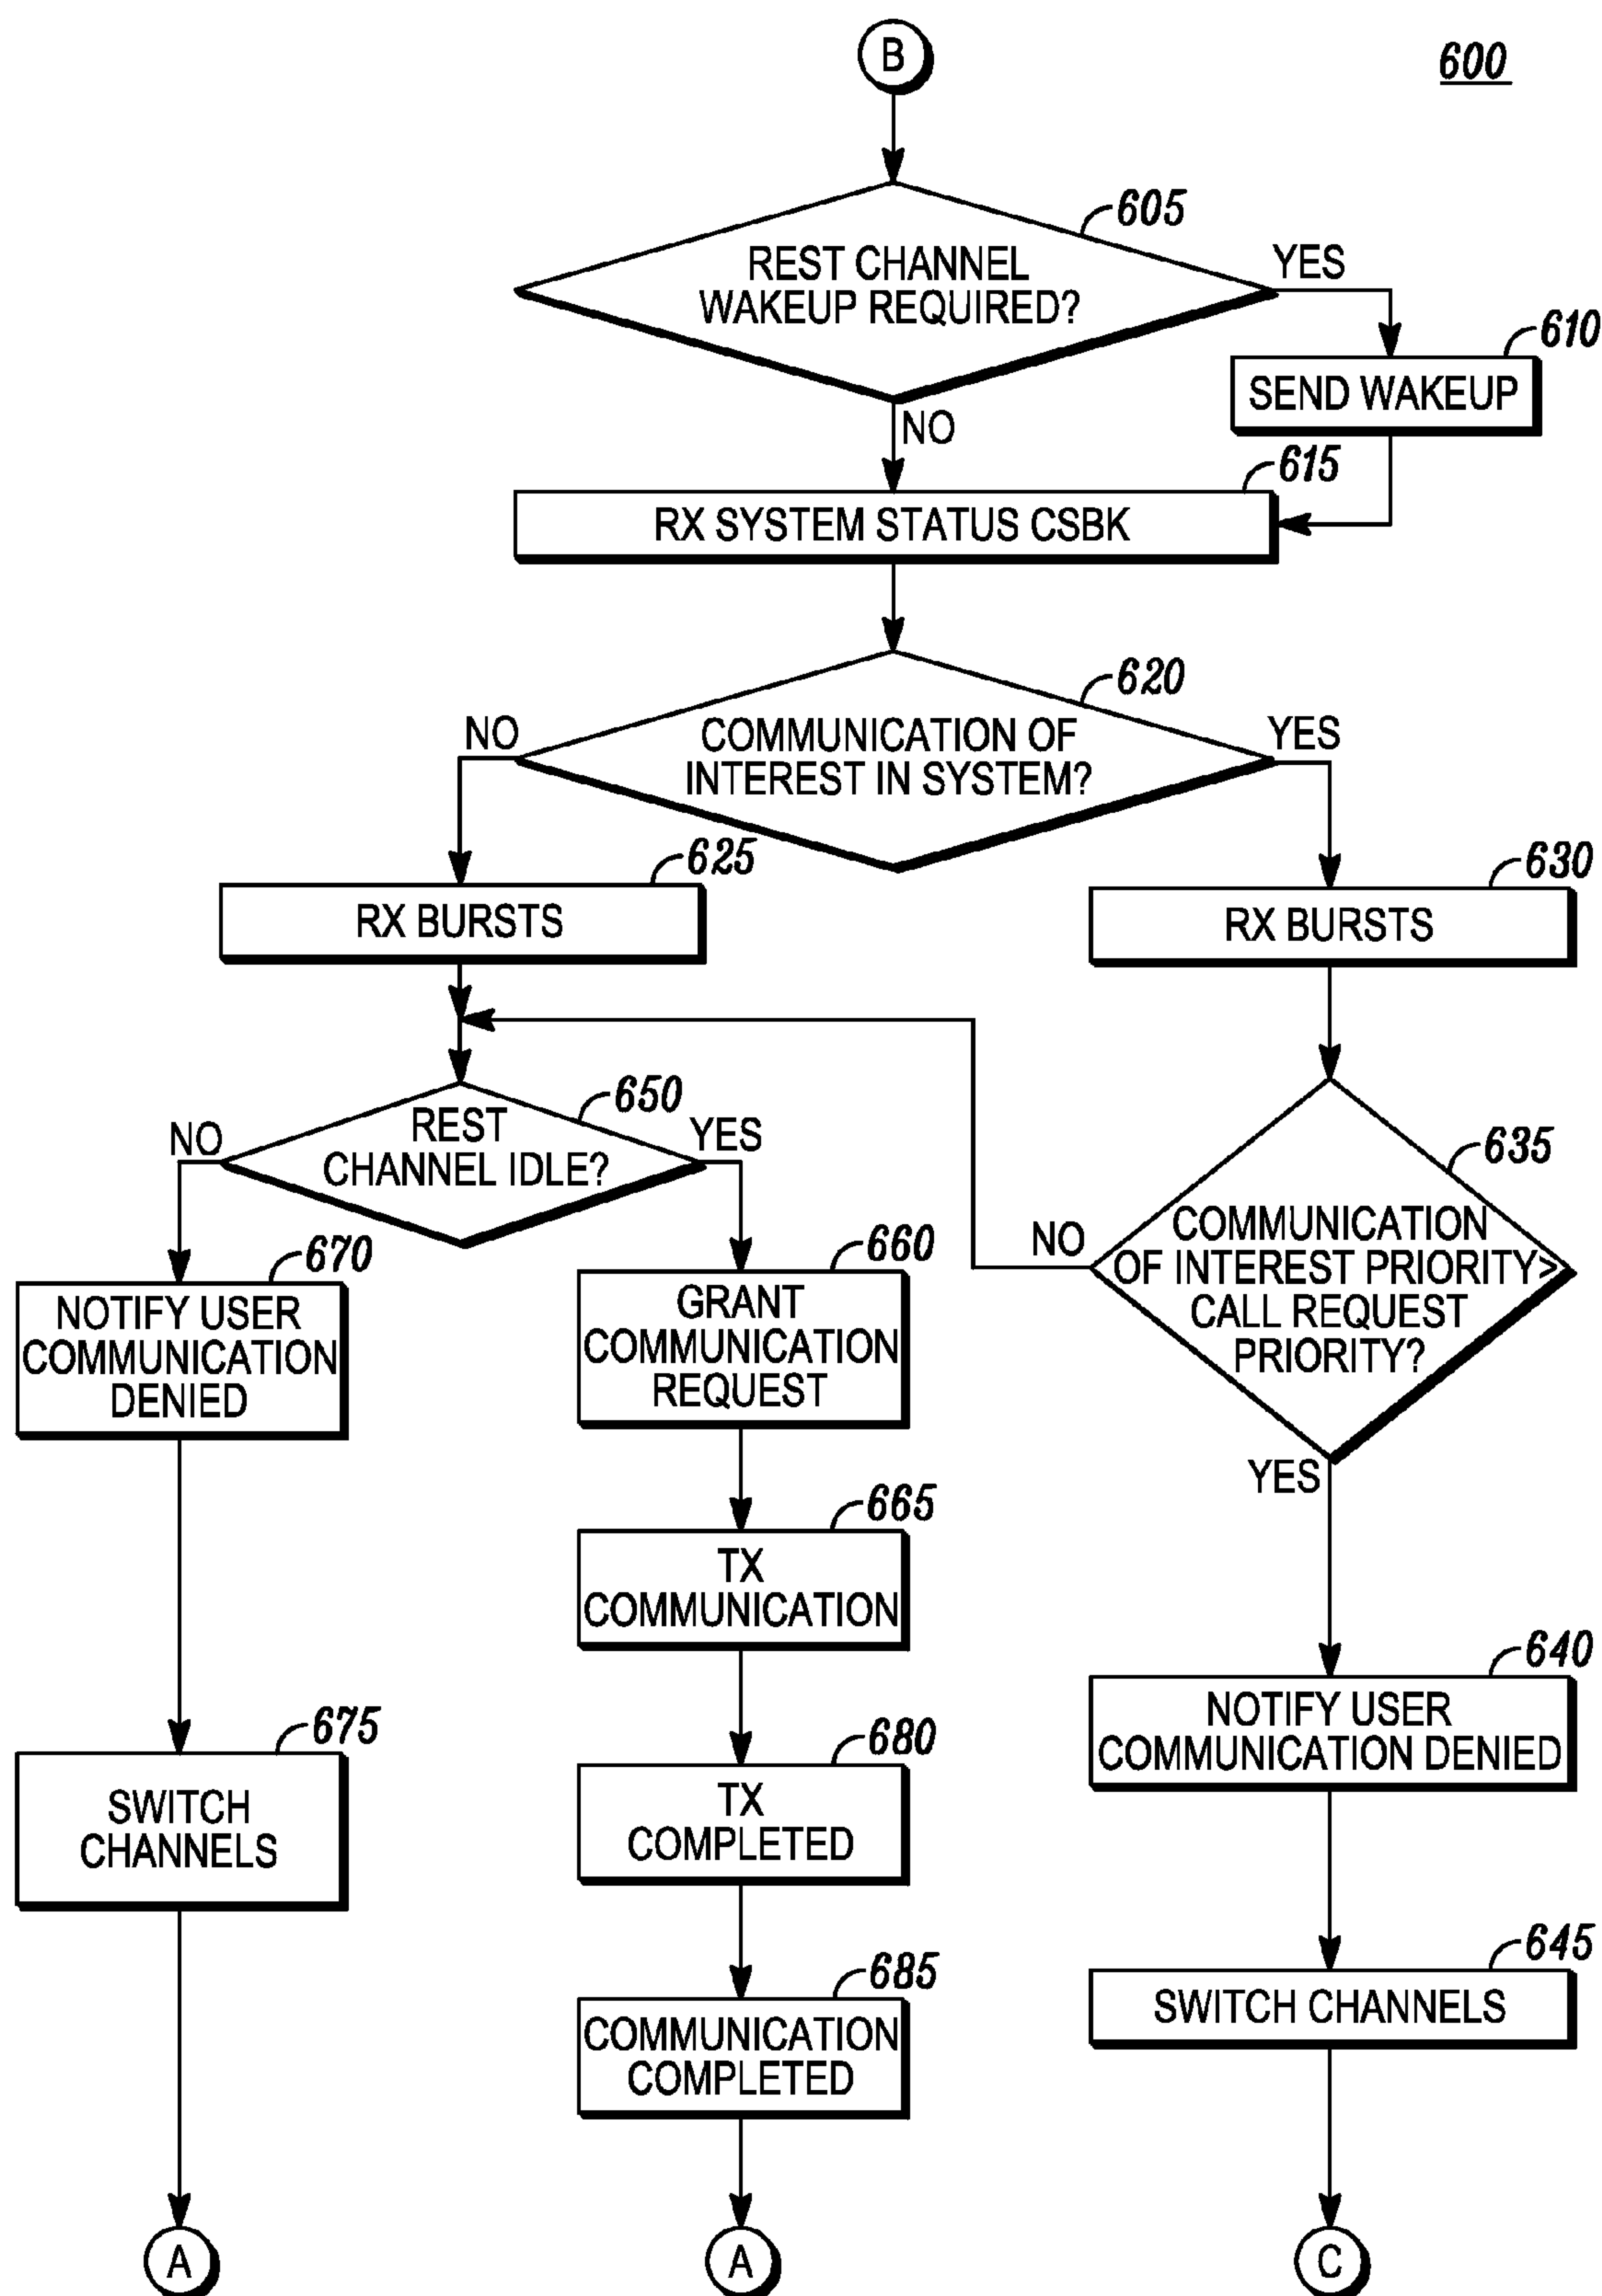 B
600
605
REST CHANNEL
WAKEUP REQUIRED?
YES
610
SEND WAKEUP
NO
615
RX SYSTEM STATUS CSBK
620
NO
COMMUNICATION OF
INTEREST IN SYSTEM?
YES
625
RX BURSTS
630
RX BURSTS
650
NO
REST
CHANNEL IDLE?
YES
635
COMMUNICATION
OF INTEREST PRIORITY>
CALL REQUEST
PRIORITY?
NO
YES
670
NOTIFY USER
COMMUNICATION
DENIED
660
GRANT
COMMUNICATION
REQUEST
665
TX
COMMUNICATION
640
NOTIFY USER
COMMUNICATION DENIED
675
SWITCH
CHANNELS
680
TX
COMPLETED
685
COMMUNICATION
COMPLETED
645
SWITCH CHANNELS
A
A
C